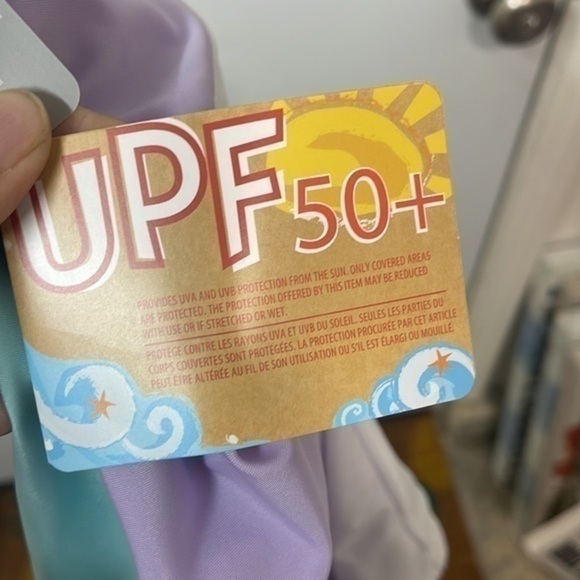 UPF 50+
PROVIDES UVA AND UVB PROTECTION FROM THE SUN. ONLY COVERED AREAS
ARE PROTECTED. THE PROTECTION OFFERED BY THIS ITEM MAY BE REDUCED
WITH USE OR IF STRETCHED OR WET.
PROTÈGE CONTRE LES RAYONS UVA ET UVB DU SOLEIL. SEULES LES PARTIES DU
CORPS COUVERTES SONT PROTEGÉES. LA PROTECTION PROCURÉE PAR CET ARTICLE
PEUT ÊTRE ALTÉRÉE AU FIL DE SON UTILISATION OU S'IL EST ÉLARGI OU MOUILLÉ.